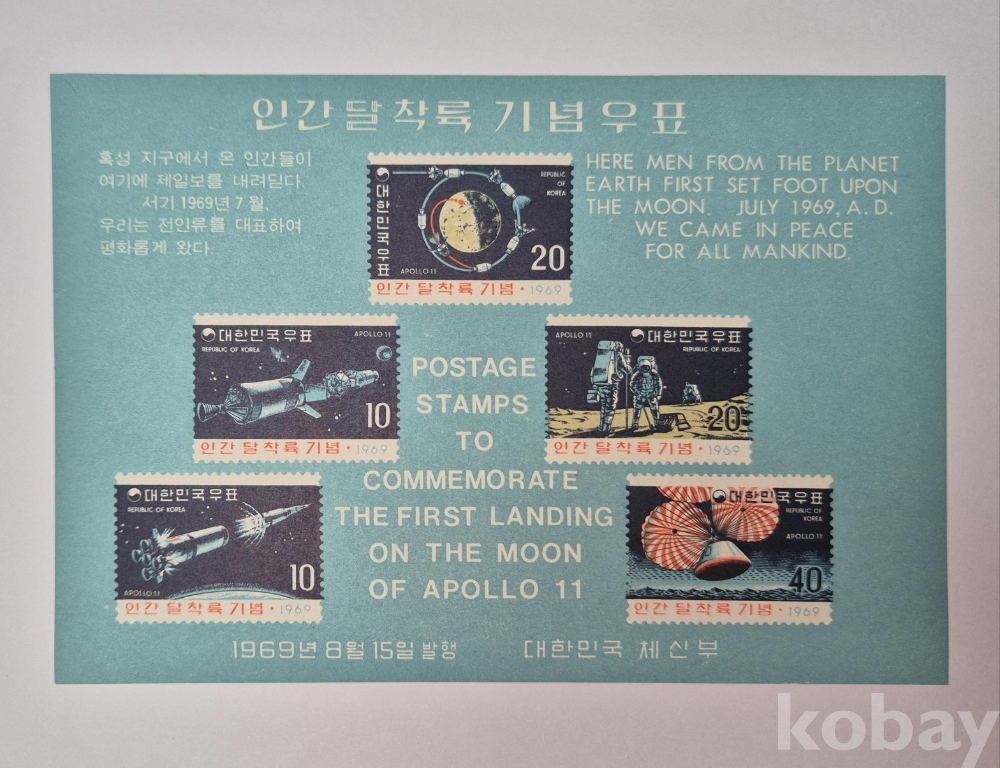 인간 달 착륙 기념 우표
혹성 지구에서 온 인간들이
여기에 제일보를 내려딛다.
서기 1969년 7월,
우리는 전인류를 대표하여
평화롭게 왔다.
HERE MEN FROM THE PLANET
EARTH FIRST SET FOOT UPON
THE MOON. JULY 1969, A.D.
WE CAME IN PEACE
FOR ALL MANKIND.
대한민국우표
REPUBLIC
OF
KOREA
APOLLO 11
20
인간 달 착륙 기념 · 1969
대한민국우표
APOLLO 11
REPUBLIC OF KOREA
10
인간 달 착륙 기념 · 1969
APOLLO 11
대한민국우표
REPUBLIC OF KOREA
20
인간 달 착륙 기념 · 1969
대한민국우표
REPUBLIC OF KOREA
APOLLO 11
10
인간 달 착륙 기념 · 1969
대한민국우표
REPUBLIC OF
KOREA
APOLLO 11
40
인간 달 착륙 기념 · 1969
POSTAGE
STAMPS
TO
COMMEMORATE
THE FIRST LANDING
ON THE MOON
OF APOLLO 11
1969년 8월 15일 발행
대한민국 체신부
kobay